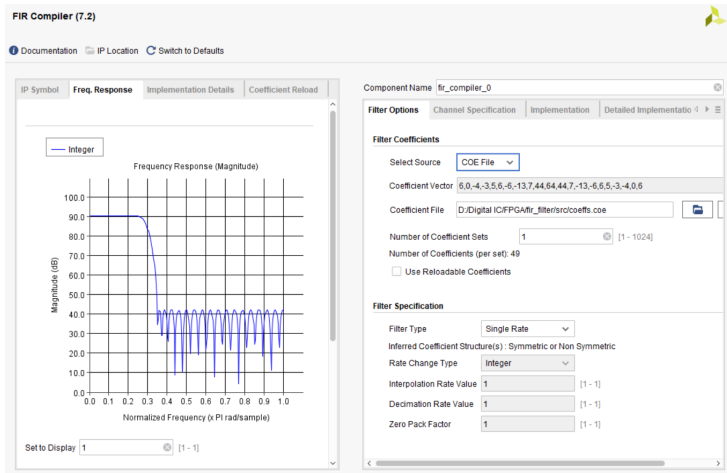 FIR Compiler (7.2)
Documentation IP Location Switch to Defaults
IP Symbol Freq. Response Implementation Details Coefficient Reload
Integer
Frequency Response (Magnitude)
Magnitude (dB)
100.0
90.0
80.0
70.0
60.0
50.0
40.0
30.0
20.0
10.0
0.0
0.0 0.1 0.2 0.3 0.4 0.5 0.6 0.7 0.8 0.9 1.0
Normalized Frequency (x PI rad/sample)
Set to Display 1 [1 - 1]
Component Name fir_compiler_0
Filter Options Channel Specification Implementation Detailed Implementatio
Filter Coefficients
Select Source COE File
Coefficient Vector 6,0,-4,-3,5,6,-6,-13,7,44,64,44,7,-13,-6,6,5,-3,-4,0,6
Coefficient File D:/Digital IC/FPGA/fir_filter/src/coeffs.coe
Number of Coefficient Sets 1 [1 - 1024]
Number of Coefficients (per set): 49
Use Reloadable Coefficients
Filter Specification
Filter Type Single Rate
Inferred Coefficient Structure(s) : Symmetric or Non Symmetric
Rate Change Type Integer
Interpolation Rate Value 1 [1 - 1]
Decimation Rate Value 1 [1 - 1]
Zero Pack Factor 1 [1 - 1]